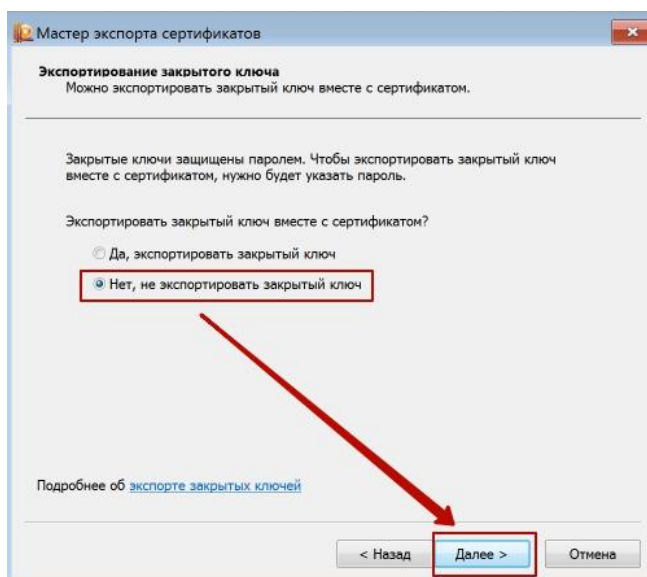 Мастер экспорта сертификатов
Экспортирование закрытого ключа
Можно экспортировать закрытый ключ вместе с сертификатом.
Закрытые ключи защищены паролем. Чтобы экспортировать закрытый ключ
вместе с сертификатом, нужно будет указать пароль.
Экспортировать закрытый ключ вместе с сертификатом?
Да, экспортировать закрытый ключ
Нет, не экспортировать закрытый ключ
Подробнее об экспорте закрытых ключей
< Назад Далее > Отмена